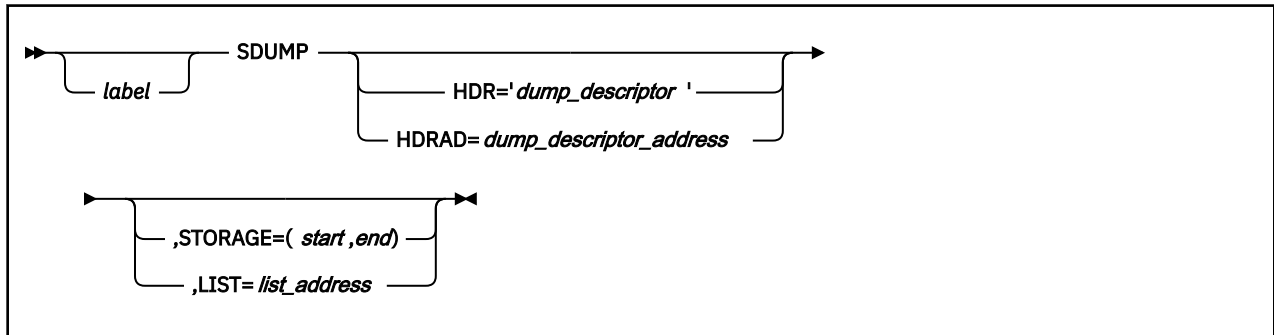 SDUMP
label
HDR='dump_descriptor '
HDRAD= dump_descriptor_address
,STORAGE=( start ,end)
,LIST= list_address